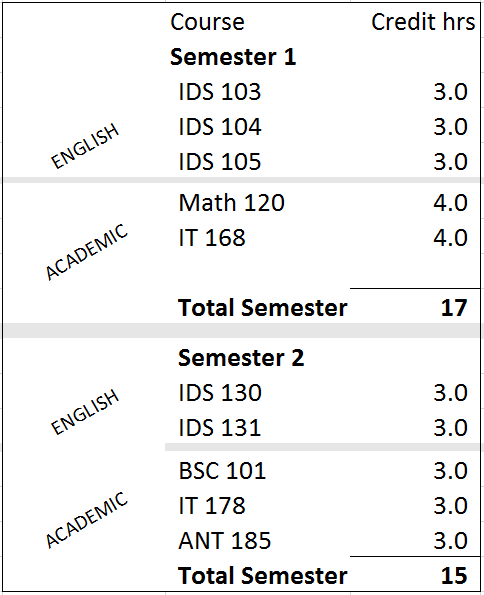 Course Credit hrs
Semester 1
IDS 103 3.0
IDS 104 3.0
ENGLISH
IDS 105 3.0
Math 120 4.0
ACADEMIC
IT 168 4.0
Total Semester 17
Semester 2
ENGLISH
IDS 130 3.0
IDS 131 3.0
BSC 101 3.0
ACADEMIC
IT 178 3.0
ANT 185 3.0
Total Semester 15